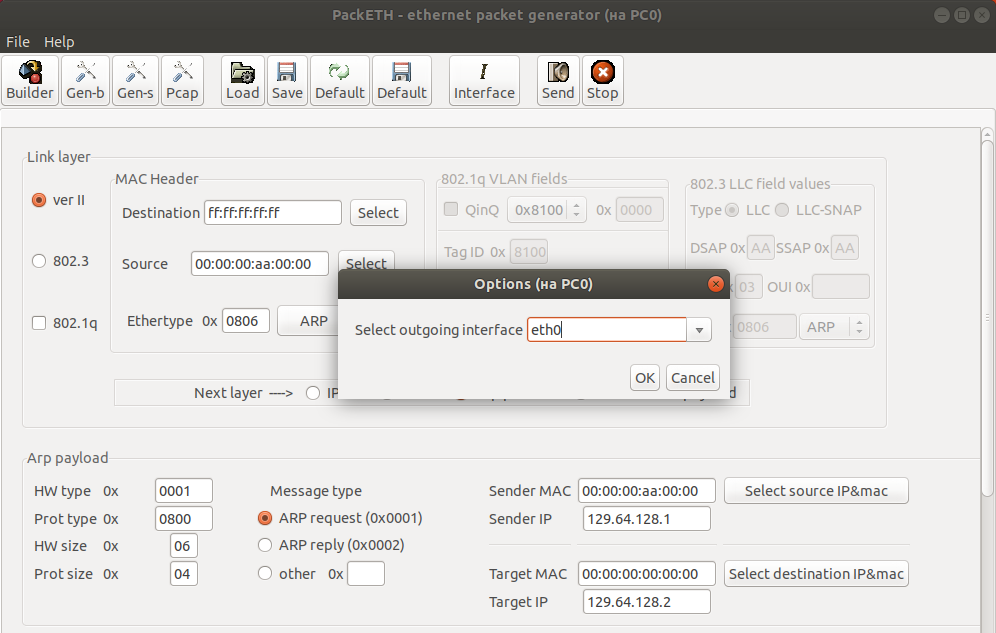 PackETH - ethernet packet generator (на PC0)
File Help
Builder Gen-b Gen-s Pcap Load Save Default Default Interface Send Stop
Link layer
ver II
802.3
802.1q
MAC Header
Destination ff:ff:ff:ff:ff Select
Source 00:00:00:aa:00:00 Select
Ethertype 0x 0806 ARP
802.1q VLAN fields
QinQ 0x8100 0x 0000
Tag ID 0x 8100
802.3 LLC field values
Type LLC LLC-SNAP
DSAP 0x AA SSAP 0x AA
03 OUI 0x
0806 ARP
Options (на PC0)
Select outgoing interface eth0
OK Cancel
Next layer ---->
Arp payload
HW type 0x 0001
Prot type 0x 0800
HW size 0x 06
Prot size 0x 04
Message type
ARP request (0x0001)
ARP reply (0x0002)
other 0x
Sender MAC 00:00:00:aa:00:00 Select source IP&mac
Sender IP 129.64.128.1
Target MAC 00:00:00:00:00:00 Select destination IP&mac
Target IP 129.64.128.2